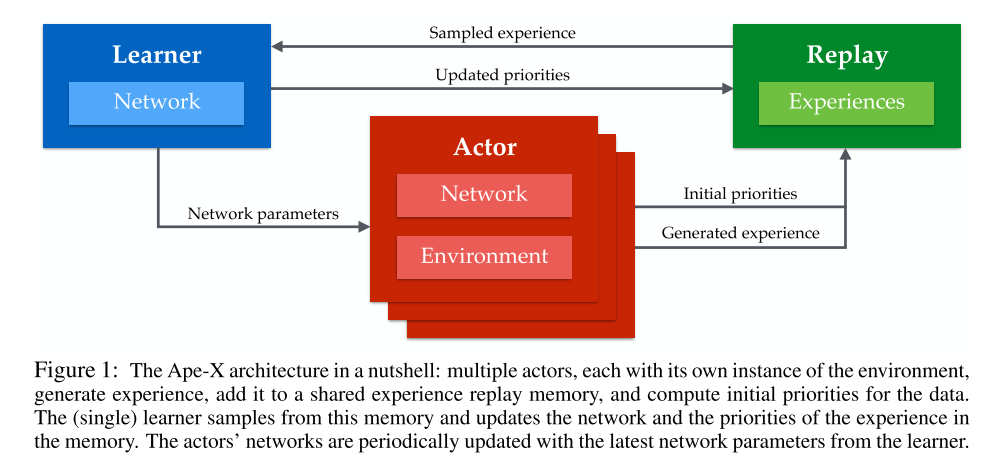 Sampled experience
Learner
Replay
Updated priorities
Network
Experiences
Actor
Network
Initial priorities
Network parameters
Generated experience
Environment
Figure 1: The Ape-X architecture in a nutshell: multiple actors, each with its own instance of the environment,
generate experience, add it to a shared experience replay memory, and compute initial priorities for the data.
The (single) learner samples from this memory and updates the network and the priorities of the experience in
the memory. The actors' networks are periodically updated with the latest network parameters from the learner.